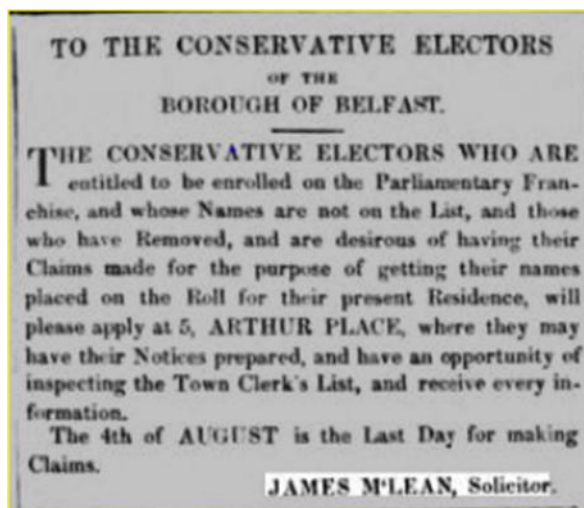 TO THE CONSERVATIVE ELECTORS
OF THE
BOROUGH OF BELFAST.
THE CONSERVATIVE ELECTORS WHO ARE
entitled to be enrolled on the Parliamentary Fran-
chise, and whose Names are not on the List, and those
who have Removed, and are desirous of having their
Claims made for the purpose of getting their names
placed on the Roll for their present Residence, will
please apply at 5, ARTHUR PLACE, where they may
have their Notices prepared, and have an opportunity of
inspecting the Town Clerk's List, and receive every in-
formation.
The 4th of AUGUST is the Last Day for making
Claims.
JAMES M'LEAN, Solicitor.